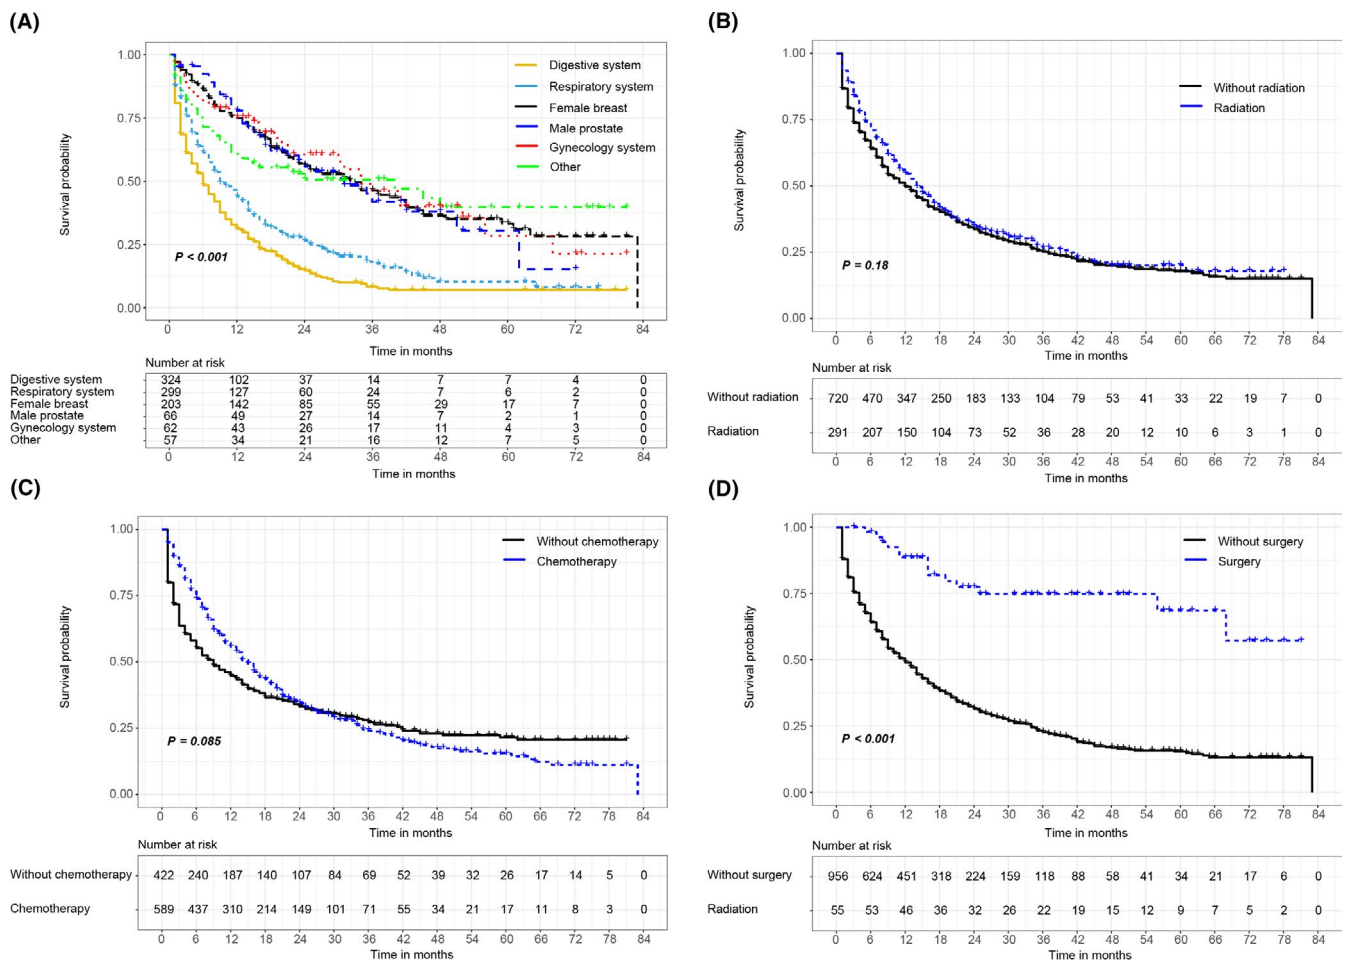 (A)
1.00
0.75
0.50
0.25
0.00
Survival probability
Digestive system
Respiratory system
Female breast
Male prostate
Gynecology system
Other
P < 0.001
0 12 24 36 48 60 72 84
Time in months
Number at risk
Digestive system 324 102 37 14 7 7 4 0
Respiratory system 299 127 60 24 7 6 2 0
Female breast 203 142 85 55 29 17 7 0
Male prostate 66 49 27 14 7 2 1 0
Gynecology system 62 43 26 17 11 4 3 0
Other 57 34 21 16 12 7 5 0
0 12 24 36 48 60 72 84
Time in months
(B)
1.00
0.75
0.50
0.25
0.00
Survival probability
Without radiation
Radiation
P = 0.18
0 6 12 18 24 30 36 42 48 54 60 66 72 78 84
Time in months
Number at risk
Without radiation 720 470 347 250 183 133 104 79 53 41 33 22 19 7 0
Radiation 291 207 150 104 73 52 36 28 20 12 10 6 3 1 0
0 6 12 18 24 30 36 42 48 54 60 66 72 78 84
Time in months
(C)
1.00
0.75
0.50
0.25
0.00
Survival probability
Without chemotherapy
Chemotherapy
P = 0.085
0 6 12 18 24 30 36 42 48 54 60 66 72 78 84
Time in months
Number at risk
Without chemotherapy 422 240 187 140 107 84 69 52 39 32 26 17 14 5 0
Chemotherapy 589 437 310 214 149 101 71 55 34 21 17 11 8 3 0
0 6 12 18 24 30 36 42 48 54 60 66 72 78 84
Time in months
(D)
1.00
0.75
0.50
0.25
0.00
Survival probability
Without surgery
Surgery
P < 0.001
0 6 12 18 24 30 36 42 48 54 60 66 72 78 84
Time in months
Number at risk
Without surgery 956 624 451 318 224 159 118 88 58 41 34 21 17 6 0
Radiation 55 53 46 36 32 26 22 19 15 12 9 7 5 2 0
0 6 12 18 24 30 36 42 48 54 60 66 72 78 84
Time in months